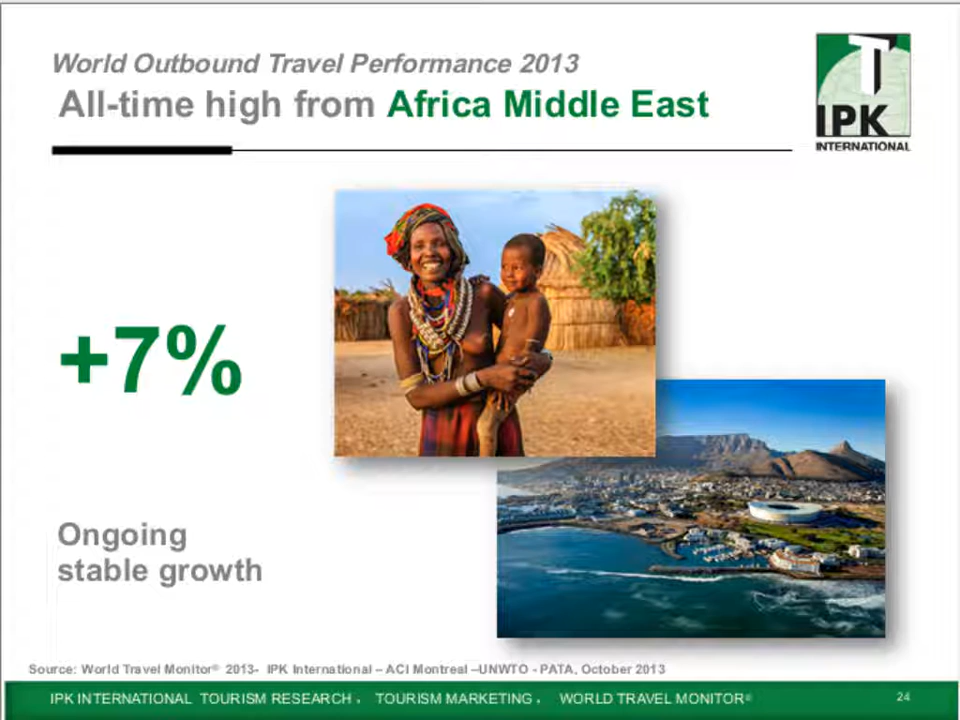 World Outbound Travel Performance 2013
All-time high from Africa Middle East
T
IPK
INTERNATIONAL
+7%
Ongoing
stable growth
Source: World Travel Monitor® 2013- IPK International – ACI Montreal –UNWTO - PATA, October 2013
IPK INTERNATIONAL TOURISM RESEARCH , TOURISM MARKETING , WORLD TRAVEL MONITOR® 24